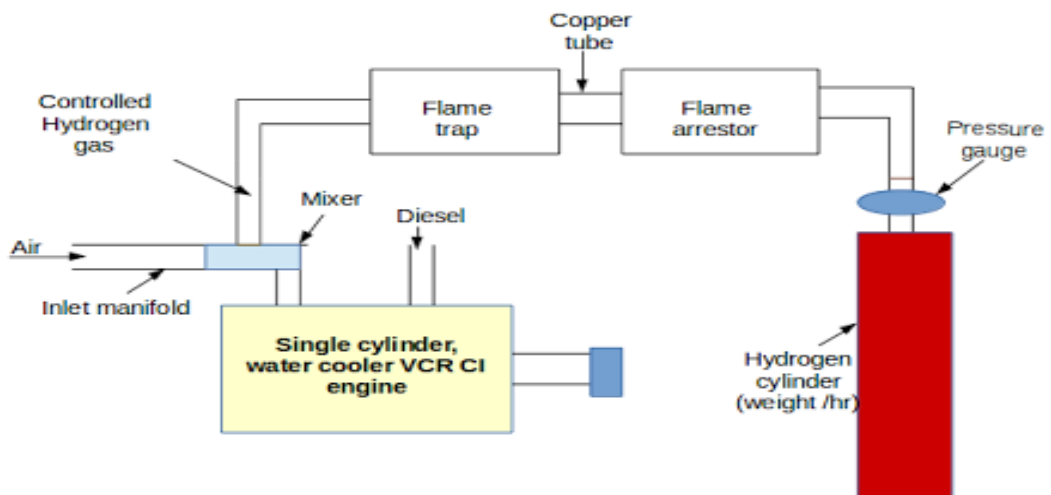 Copper
tube
Controlled
Hydrogen
gas
Flame
trap
Flame
arrestor
Pressure
gauge
Mixer
Diesel
Air
Inlet manifold
Single cylinder,
water cooler VCR CI
engine
Hydrogen
cylinder
(weight /hr)